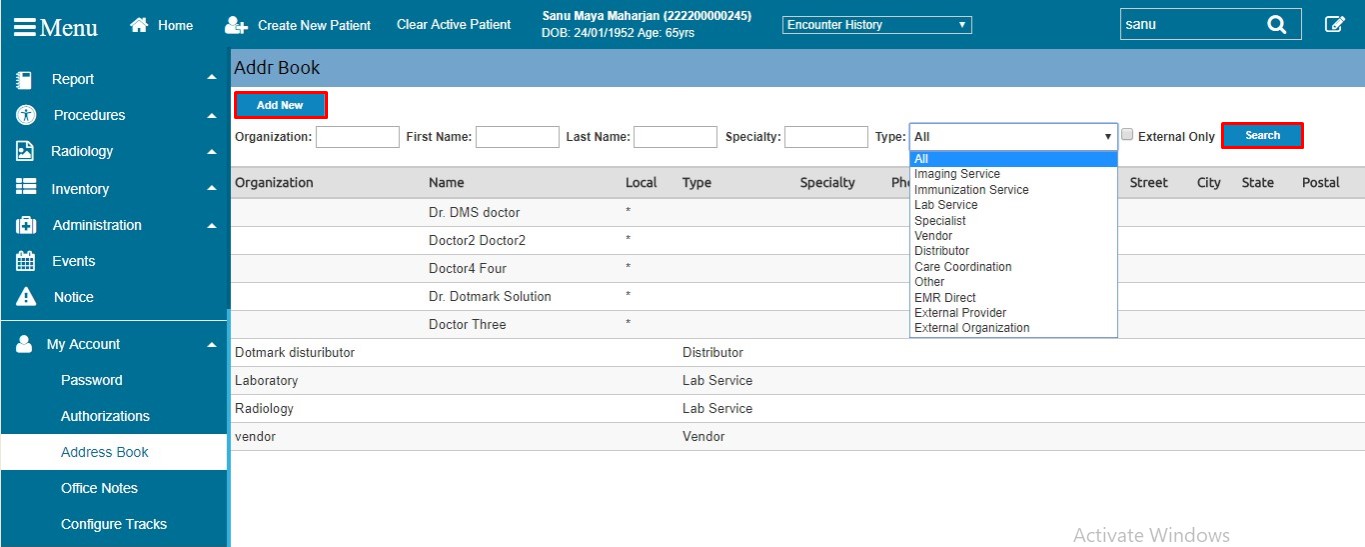 Menu Home Create New Patient Clear Active Patient Sanu Maya Maharjan (222200000245) Encounter History sanu
DOB: 24/01/1952 Age: 65yrs
Report
Procedures
Radiology
Inventory
Administration
Events
Notice
My Account
Password
Authorizations
Address Book
Office Notes
Configure Tracks
Addr Book
Add New
Organization: First Name: Last Name: Specialty: Type: All External Only Search
All
Imaging Service
Immunization Service
Lab Service
Specialist
Vendor
Distributor
Care Coordination
Other
EMR Direct
External Provider
External Organization
Organization Name Local Type Specialty Street City State Postal
Dr. DMS doctor *
Doctor2 Doctor2 *
Doctor4 Four *
Dr. Dotmark Solution *
Doctor Three *
Dotmark distuributor Distributor
Laboratory Lab Service
Radiology Lab Service
vendor Vendor
Activate Windows